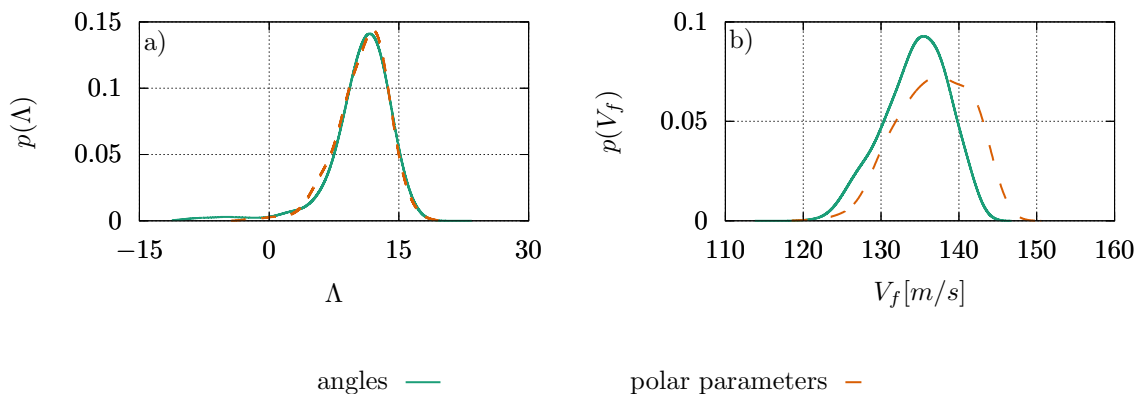 a)
0.15
0.1
0.05
0
p(Λ)
−15 0 15 30
Λ
b)
0.1
0.05
0
p(V_f)
110 120 130 140 150 160
V_f[m/s]
angles
polar parameters